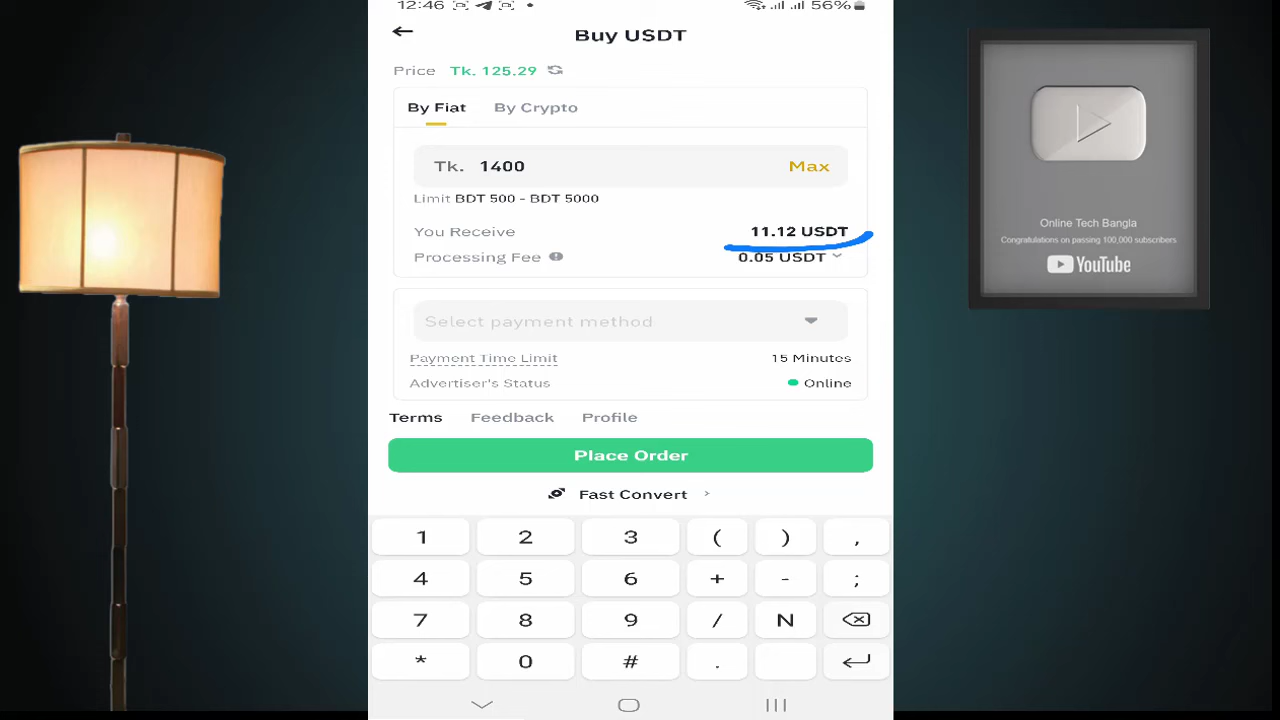 12:46
56%
Buy USDT
Price Tk. 125.29
By Fiat By Crypto
Tk. 1400 Max
Limit BDT 500 - BDT 5000
You Receive 11.12 USDT
Processing Fee 0.05 USDT
Select payment method
Payment Time Limit 15 Minutes
Advertiser's Status Online
Terms Feedback Profile
Place Order
Fast Convert >
1 2 3 ( ) ,
4 5 6 + - ;
7 8 9 / N
* 0 # .
Online Tech Bangla
Congratulations on passing 100,000 subscribers
YouTube